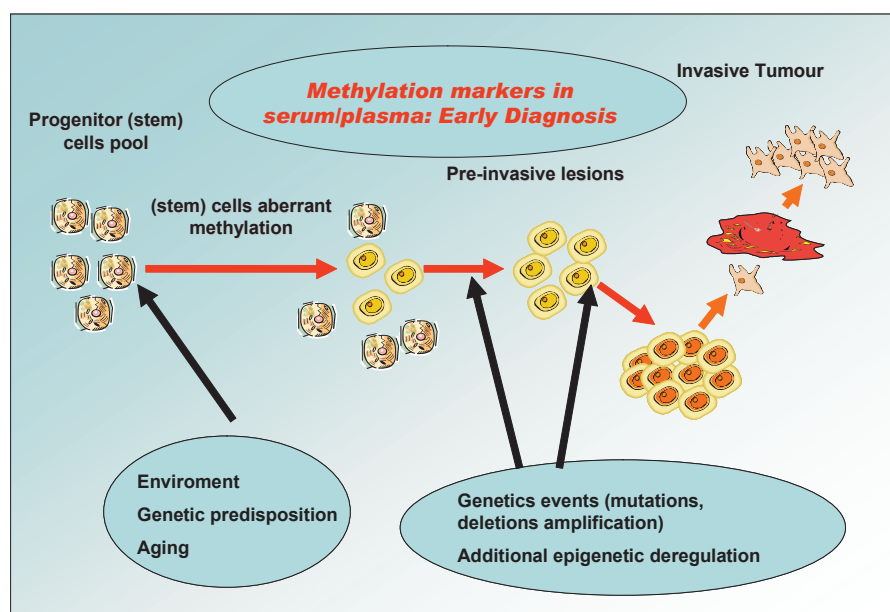 Methylation markers in
serum/plasma: Early Diagnosis
Invasive Tumour
Progenitor (stem)
cells pool
Pre-invasive lesions
(stem) cells aberrant
methylation
Enviroment
Genetic predisposition
Aging
Genetics events (mutations,
deletions amplification)
Additional epigenetic deregulation